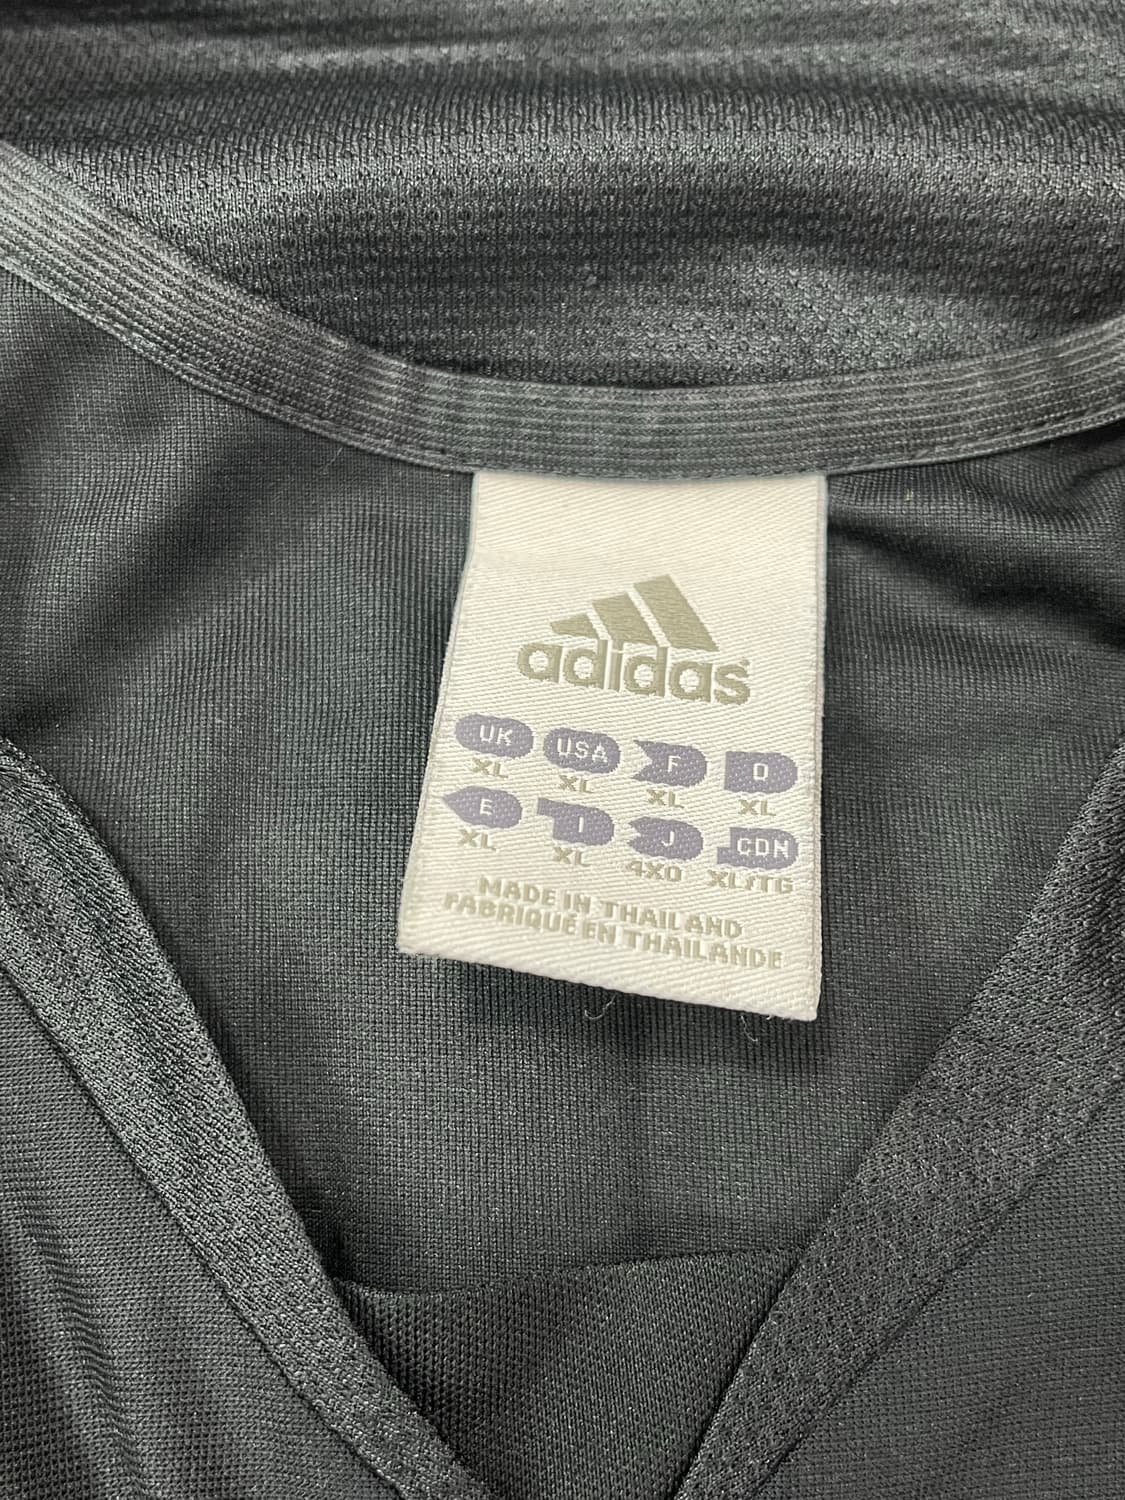 adidas
UK USA F D
XL XL XL XL
E I J CDN
XL XL 4XO XL/TG
MADE IN THAILAND
FABRIQUÉ EN THAILANDE